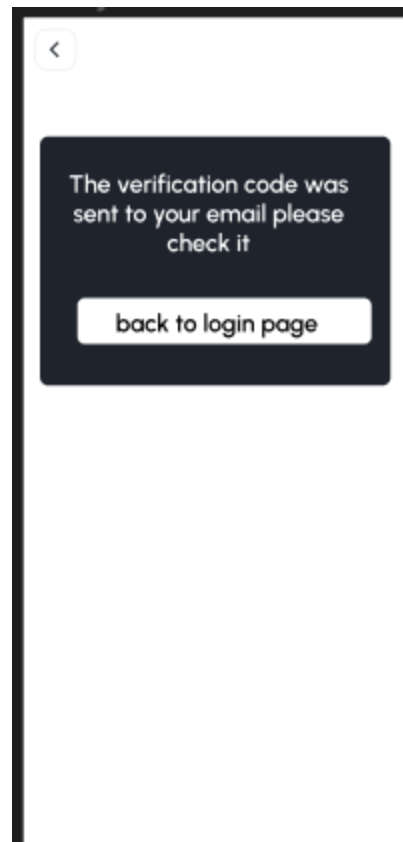 The verification code was
sent to your email please
check it
back to login page